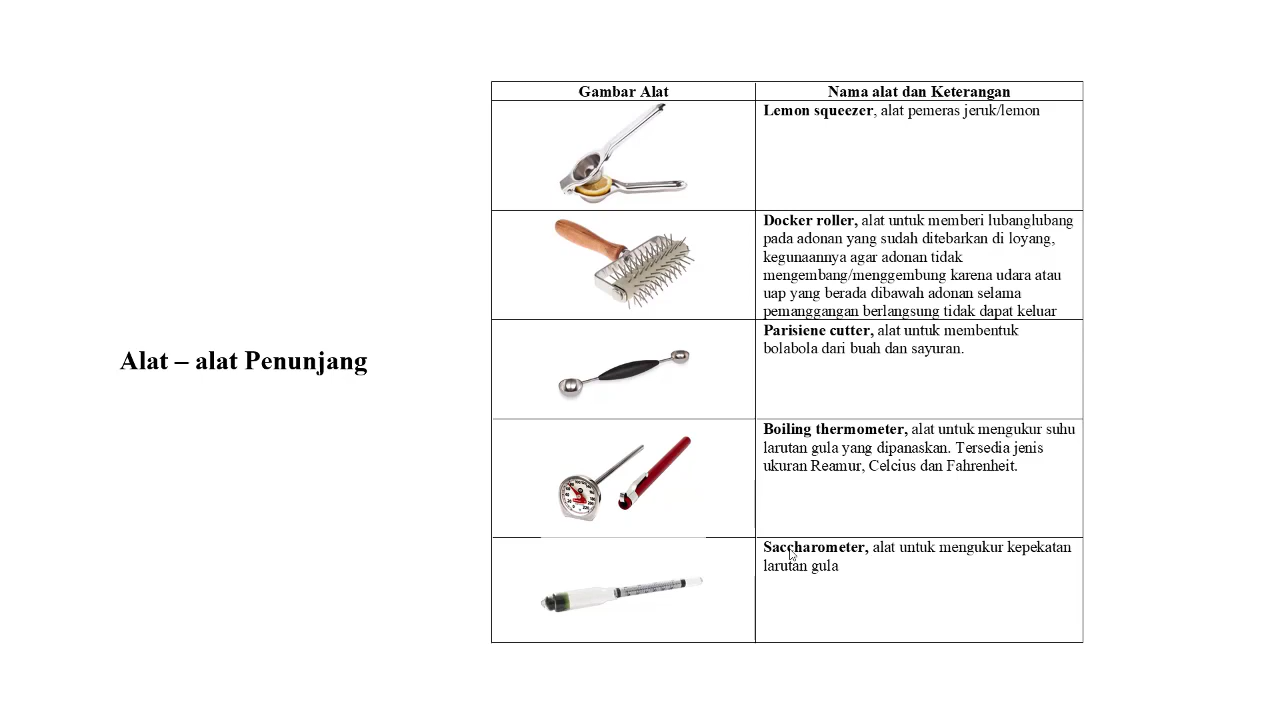 Alat – alat Penunjang
Gambar Alat
Nama alat dan Keterangan
Lemon squeezer, alat pemeras jeruk/lemon
Docker roller, alat untuk memberi lubanglubang
pada adonan yang sudah ditebarkan di loyang,
kegunaannya agar adonan tidak
mengembang/menggembung karena udara atau
uap yang berada dibawah adonan selama
pemanggangan berlangsung tidak dapat keluar
Parisiene cutter, alat untuk membentuk
bolabola dari buah dan sayuran.
Boiling thermometer, alat untuk mengukur suhu
larutan gula yang dipanaskan. Tersedia jenis
ukuran Reamur, Celcius dan Fahrenheit.
Saccharometer, alat untuk mengukur kepekatan
larutan gula